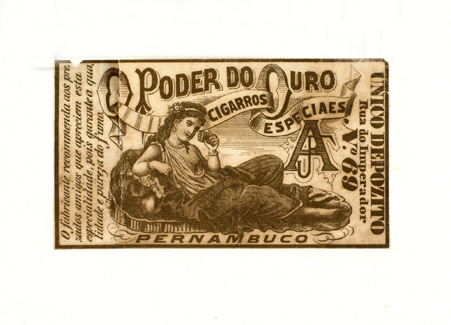 O PODER DO OURO
CIGARROS ESPECIAES
A
PERNAMBUCO
O fabricante recommenda aos pre
zados amigos que apreciem esta
especialidade, pois garante a qua
lidade e pureza do fumo.
UNICO DEPOZITO
Rua do Imperador
Nº 69